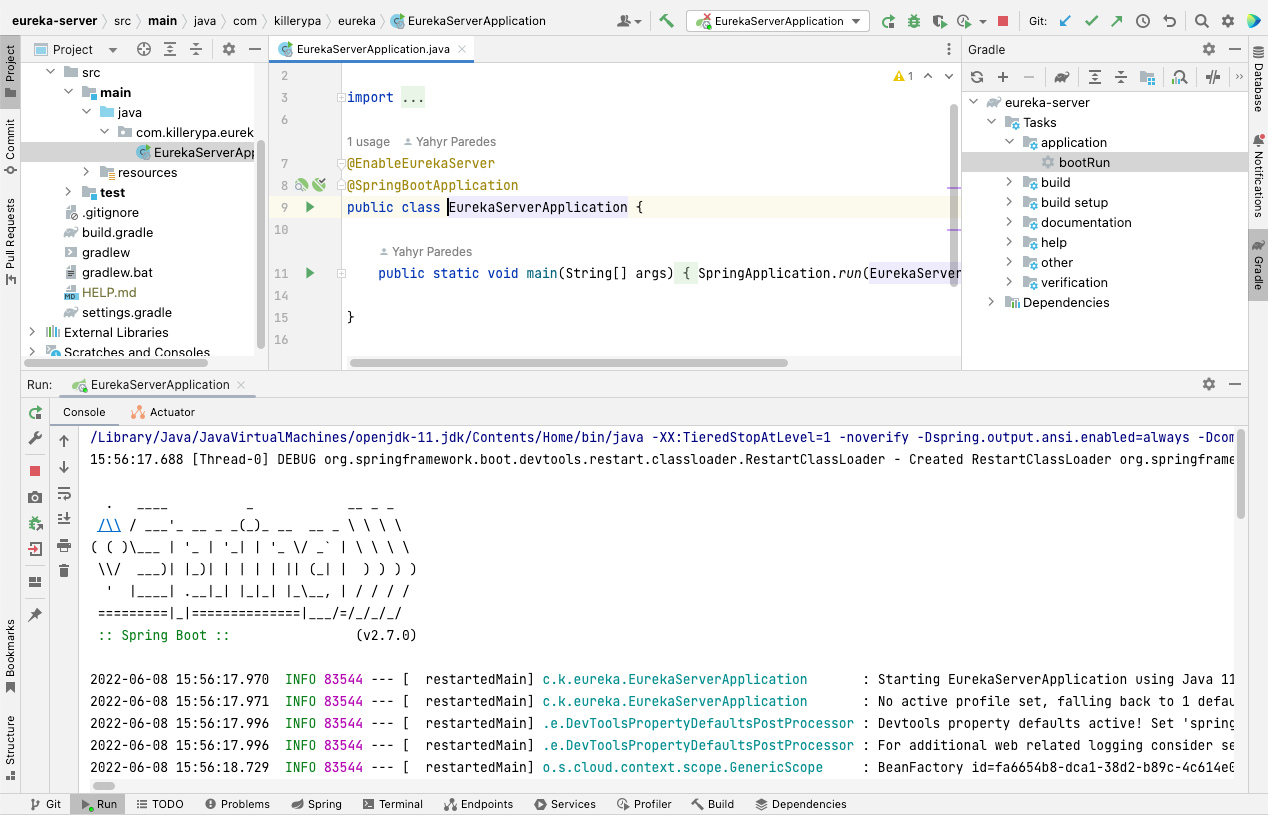 eureka-server src main java com killerypa eureka EurekaServerApplication
EurekaServerApplication Git:
Project
EurekaServerApplication.java
Gradle
Project
Commit
Pull Requests
Bookmarks
Structure
src
main
java
com.killerypa.eurek
EurekaServerApp
resources
test
.gitignore
build.gradle
gradlew
gradlew.bat
HELP.md
settings.gradle
External Libraries
Scratches and Consoles
1
2
3 import ...
6
1 usage Yahyr Paredes
7 @EnableEurekaServer
8 @SpringBootApplication
9 public class EurekaServerApplication {
10
Yahyr Paredes
11 public static void main(String[] args) { SpringApplication.run(EurekaServer
14
15 }
16
eureka-server
Tasks
application
bootRun
build
build setup
documentation
help
other
verification
Dependencies
Database
Notifications
Gradle
Run: EurekaServerApplication
Console Actuator
/Library/Java/JavaVirtualMachines/openjdk-11.jdk/Contents/Home/bin/java -XX:TieredStopAtLevel=1 -noverify -Dspring.output.ansi.enabled=always -Dcom
15:56:17.688 [Thread-0] DEBUG org.springframework.boot.devtools.restart.classloader.RestartClassLoader - Created RestartClassLoader org.springframe
  .   ____          _            __ _ _
 /\\ / ___'_ __ _ _(_)_ __  __ _ \ \ \ \
( ( )\___ | '_ | '_| | '_ \/ _` | \ \ \ \
 \\/  ___)| |_)| | | | | || (_| |  ) ) ) )
  '  |____| .__|_| |_|_| |_\__, | / / / /
 =========|_|==============|___/=/_/_/_/
 :: Spring Boot ::                (v2.7.0)
2022-06-08 15:56:17.970  INFO 83544 --- [  restartedMain] c.k.eureka.EurekaServerApplication       : Starting EurekaServerApplication using Java 11
2022-06-08 15:56:17.971  INFO 83544 --- [  restartedMain] c.k.eureka.EurekaServerApplication       : No active profile set, falling back to 1 defau
2022-06-08 15:56:17.996  INFO 83544 --- [  restartedMain] .e.DevToolsPropertyDefaultsPostProcessor : Devtools property defaults active! Set 'spring
2022-06-08 15:56:17.996  INFO 83544 --- [  restartedMain] .e.DevToolsPropertyDefaultsPostProcessor : For additional web related logging consider se
2022-06-08 15:56:18.729  INFO 83544 --- [  restartedMain] o.s.cloud.context.scope.GenericScope     : BeanFactory id=fa6654b8-dca1-38d2-b89c-4c614e0
Git Run TODO Problems Spring Terminal Endpoints Services Profiler Build Dependencies